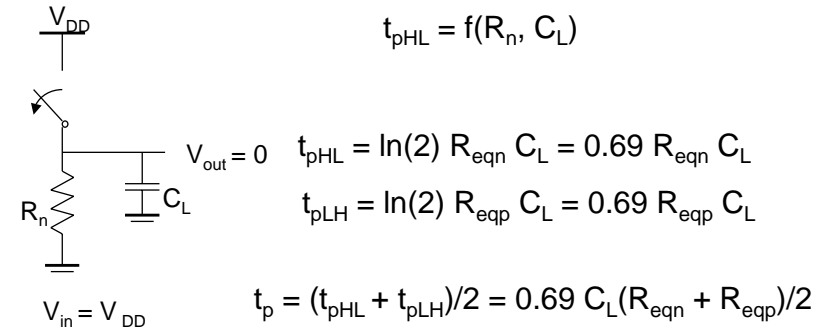 V_DD
t_pHL = f(R_n, C_L)
V_out = 0
t_pHL = ln(2) R_eqn C_L = 0.69 R_eqn C_L
t_pLH = ln(2) R_eqp C_L = 0.69 R_eqp C_L
R_n
C_L
V_in = V_DD
t_p = (t_pHL + t_pLH)/2 = 0.69 C_L(R_eqn + R_eqp)/2